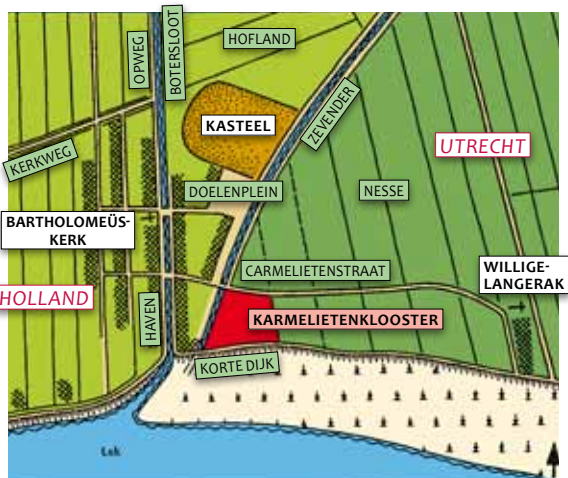 HOFLAND
OPWEG
BOTERSLOOT
KASTEEL
ZEVENDER
UTRECHT
KERKWEG
DOELENPLEIN
NESSE
BARTHOLOMEÜS-
KERK
CARMELIETENSTRAAT
WILLIGE-
LANGERAK
HOLLAND
HAVEN
KARMELIETENKLOOSTER
KORTE DIJK
Lek